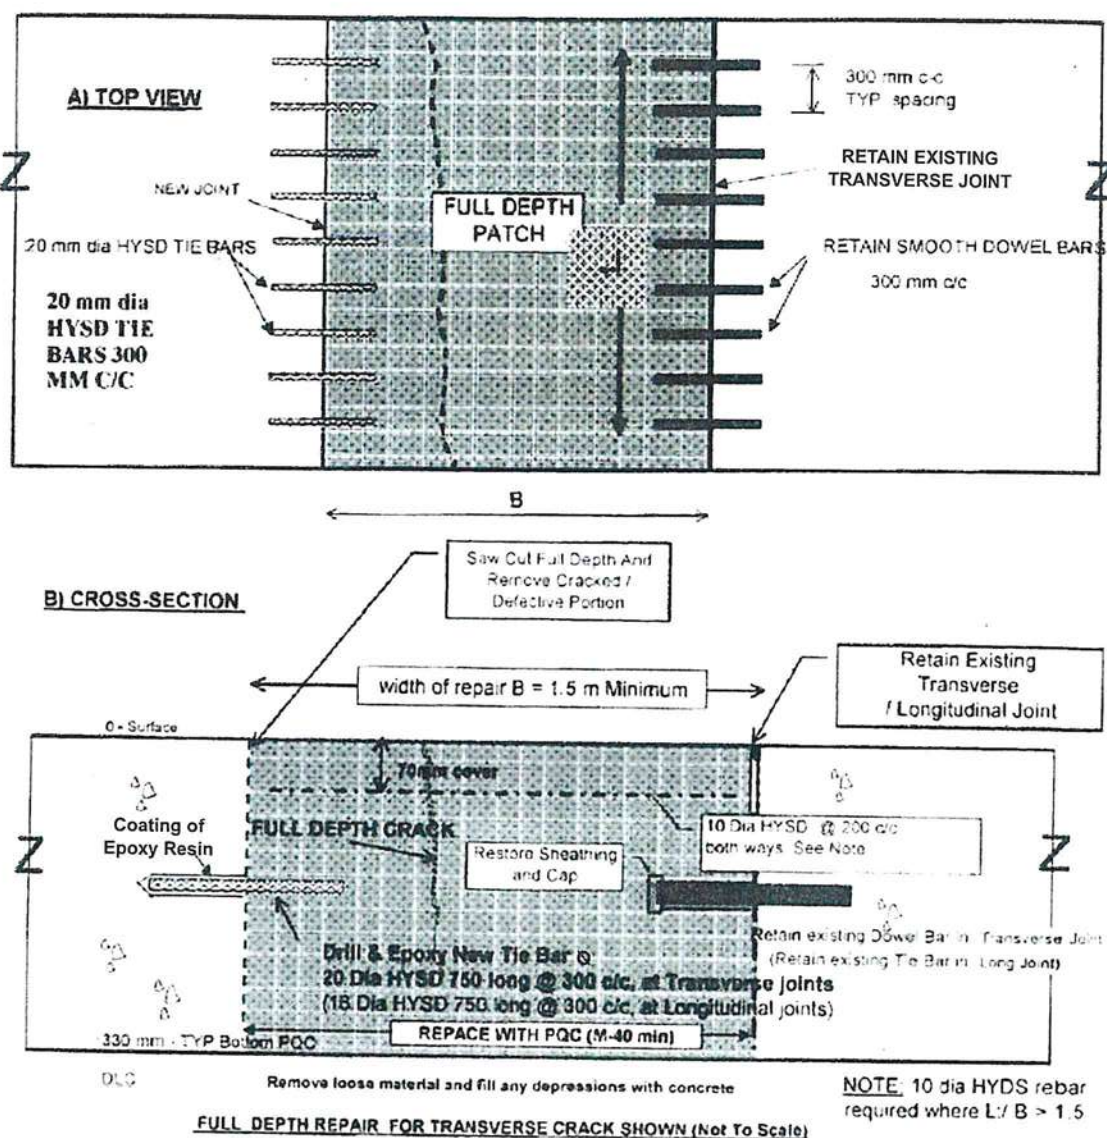 A) TOP VIEW
300 mm c-c
TYP spacing
Z
Z
RETAIN EXISTING
TRANSVERSE JOINT
NEW JOINT
FULL DEPTH
PATCH
20 mm dia HYSD TIE BARS
RETAIN SMOOTH DOWEL BARS
300 mm c/c
L
20 mm dia
HYSD TIE
BARS 300
MM C/C
B
Saw Cut Full Depth And
Remove Cracked /
Defective Portion
B) CROSS-SECTION
Retain Existing
Transverse
/ Longitudinal Joint
width of repair B = 1.5 m Minimum
0 - Surface
70mm cover
Coating of
Epoxy Resin
FULL DEPTH CRACK
10 Dia HYSD @ 200 c/c
both ways. See Note
Restore Sheathing
and Cap
Z
Z
Retain existing Dowel Bar in Transverse Joint
(Retain existing Tie Bar in Long Joint)
Drill & Epoxy New Tie Bar @
20 Dia HYSD 750 long @ 300 c/c, at Transverse joints
(16 Dia HYSD 750 long @ 300 c/c, at Longitudinal joints)
REPACE WITH PQC (M-40 min)
330 mm - TYP Bottom PQC
DLC
Remove loose material and fill any depressions with concrete
NOTE: 10 dia HYDS rebar
required where L:/ B > 1.5
FULL DEPTH REPAIR FOR TRANSVERSE CRACK SHOWN (Not To Scale)